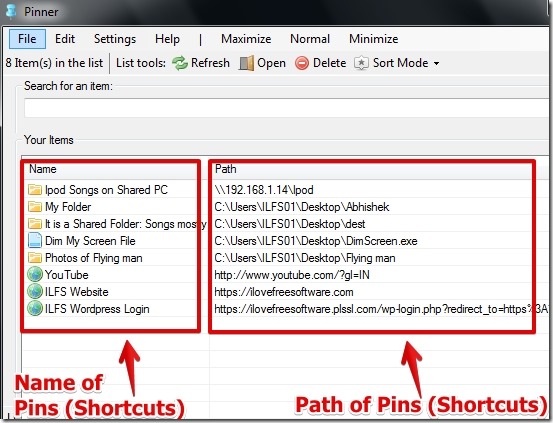 Pinner
File Edit Settings Help | Maximize Normal Minimize
8 Item(s) in the list List tools: Refresh Open Delete Sort Mode
Search for an item:
Your Items
Name Path
Ipod Songs on Shared PC \\192.168.1.14\Ipod
My Folder C:\Users\ILFS01\Desktop\Abhishek
It is a Shared Folder: Songs mostly C:\Users\ILFS01\Desktop\dest
Dim My Screen File C:\Users\ILFS01\Desktop\DimScreen.exe
Photos of Flying man C:\Users\ILFS01\Desktop\Flying man
YouTube http://www.youtube.com/?gl=IN
ILFS Website https://ilovefreesoftware.com
ILFS Wordpress Login https://ilovefreesoftware.plssl.com/wp-login.php?redirect_to=https%3A
Name of
Pins (Shortcuts)
Path of Pins (Shortcuts)